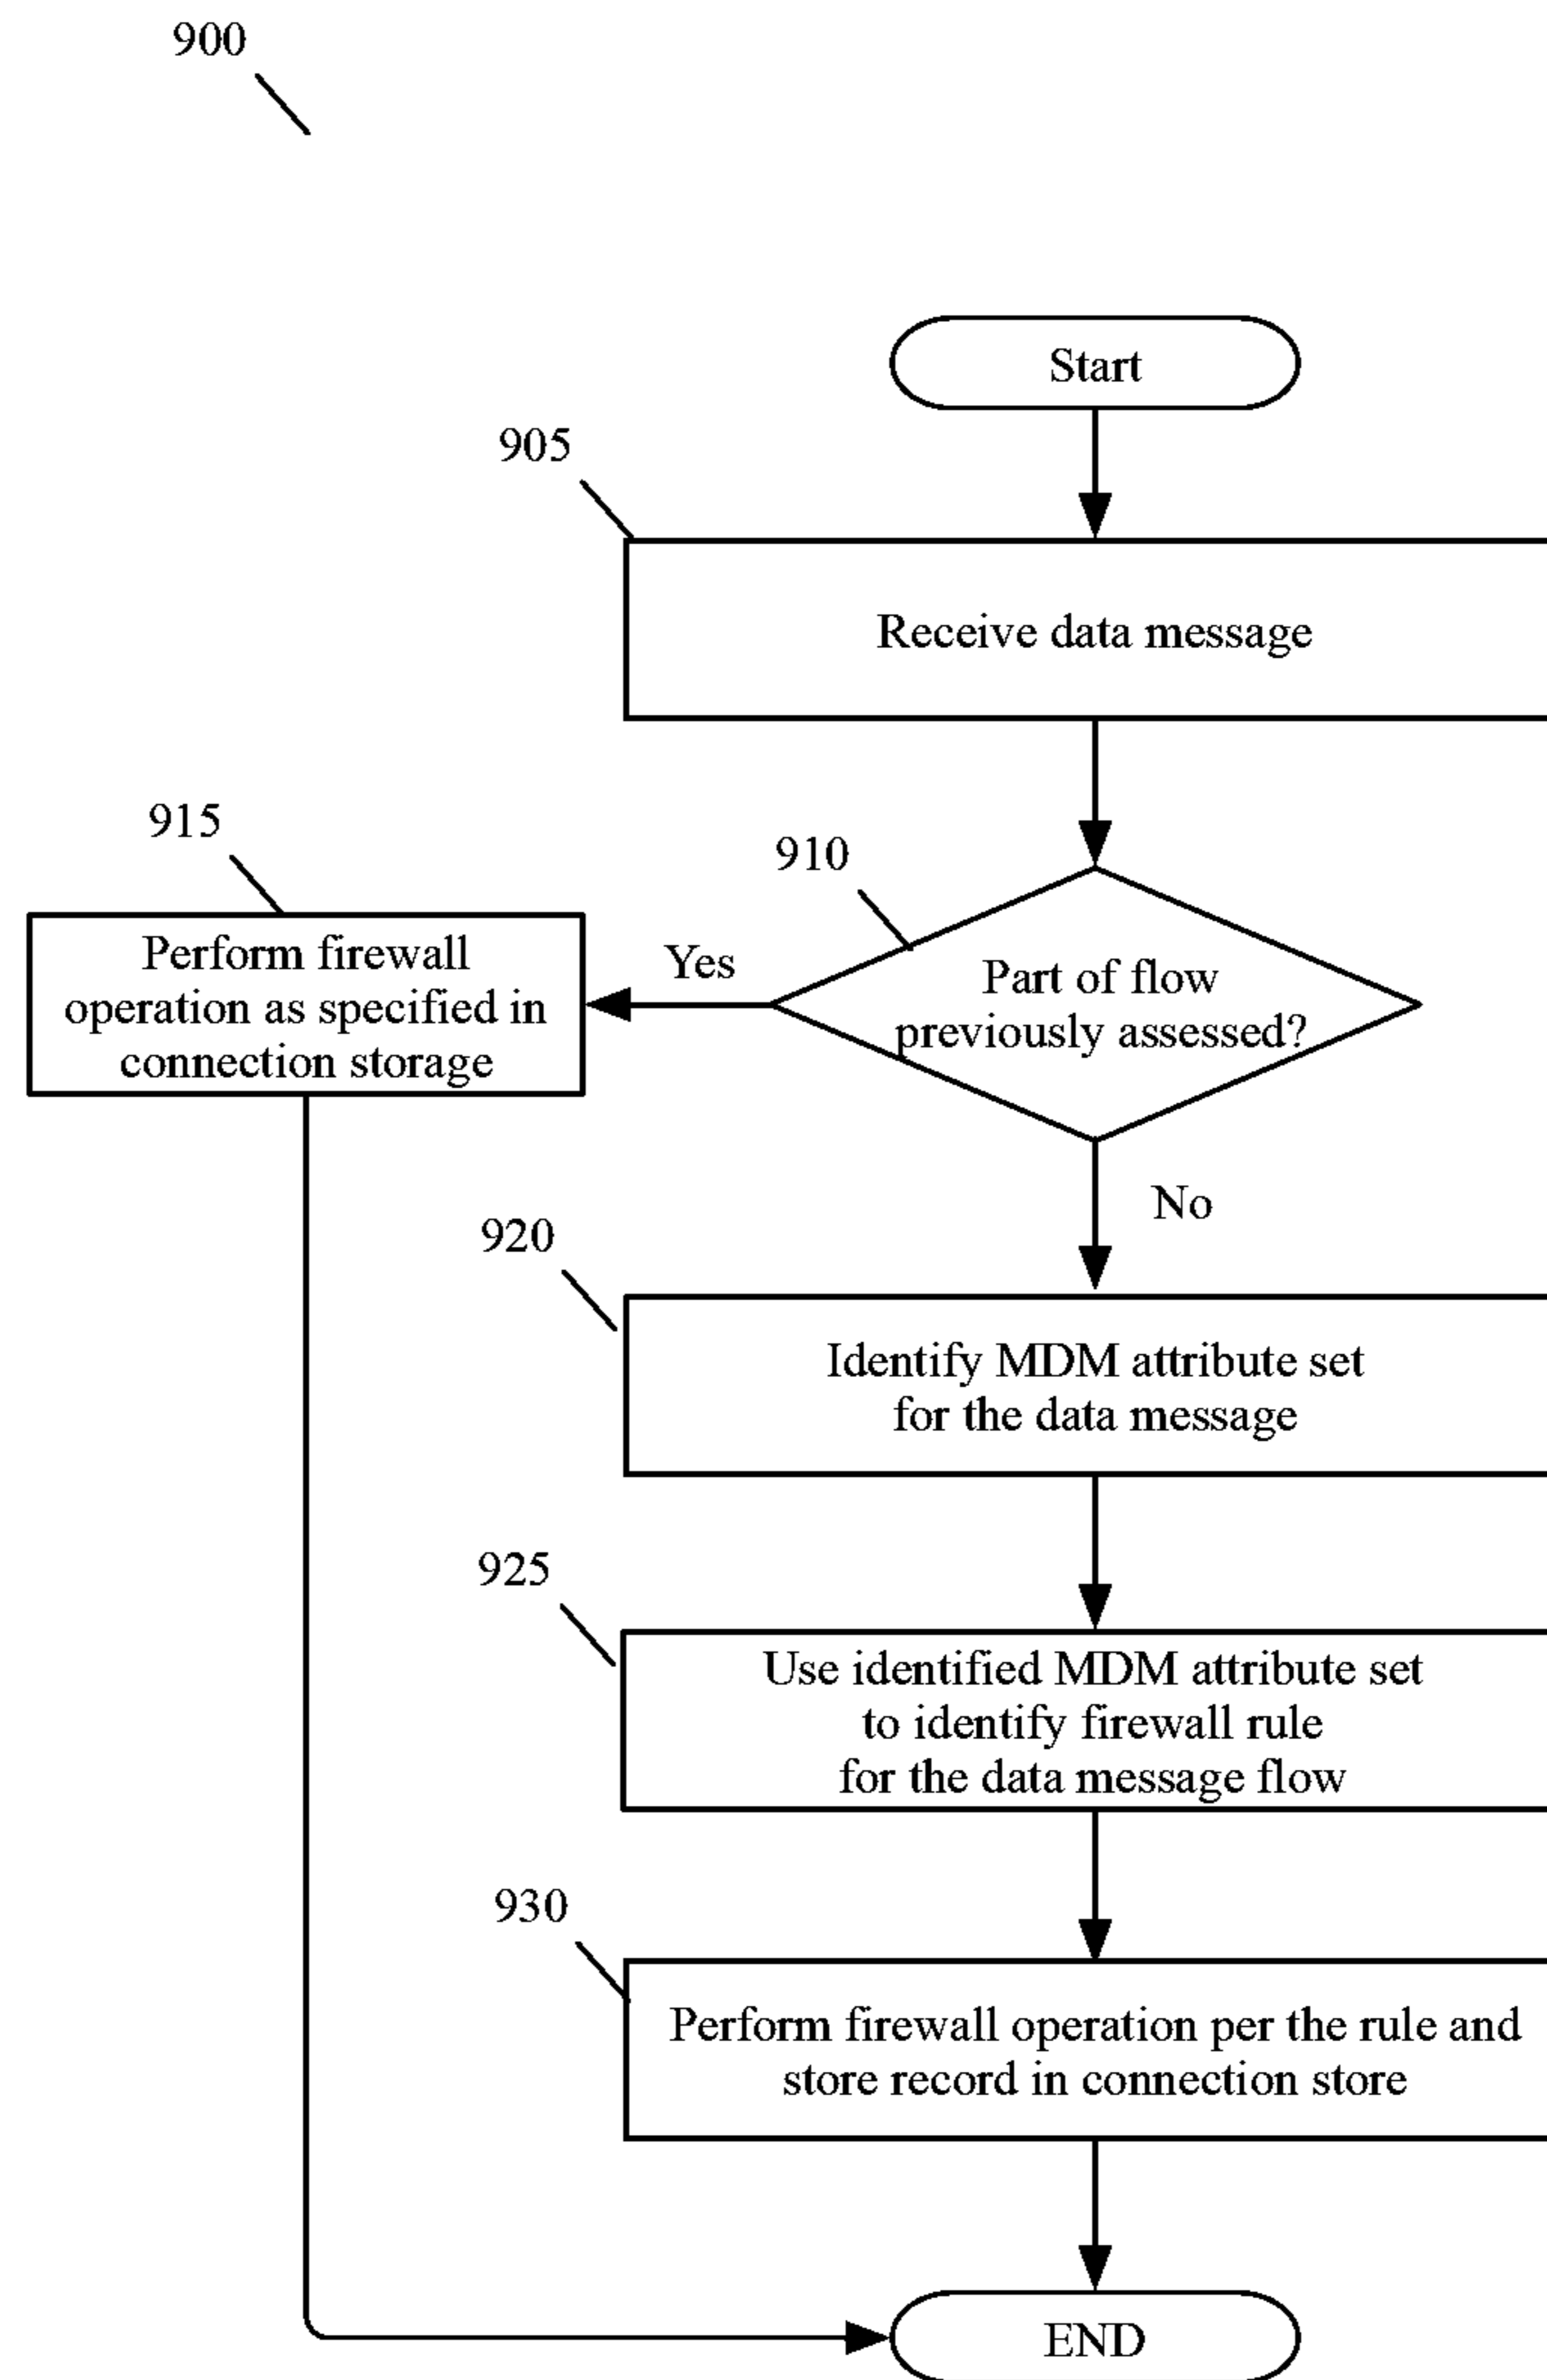 900
Start
905
Receive data message
910
Part of flow
previously assessed?
Yes
915
Perform firewall
operation as specified in
connection storage
No
920
Identify MDM attribute set
for the data message
925
Use identified MDM attribute set
to identify firewall rule
for the data message flow
930
Perform firewall operation per the rule and
store record in connection store
END